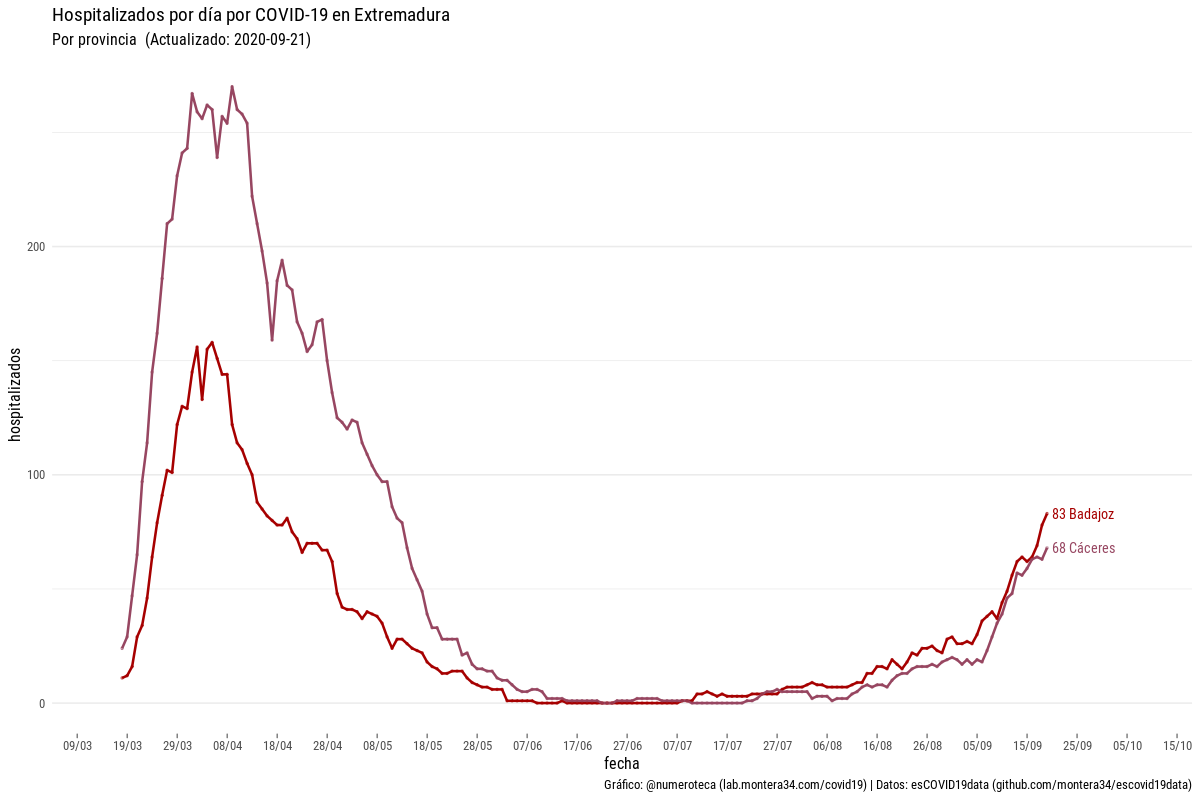 Hospitalizados por día por COVID-19 en Extremadura
Por provincia  (Actualizado: 2020-09-21)
hospitalizados
200
100
0
83 Badajoz
68 Cáceres
09/03 19/03 29/03 08/04 18/04 28/04 08/05 18/05 28/05 07/06 17/06 27/06 07/07 17/07 27/07 06/08 16/08 26/08 05/09 15/09 25/09 05/10 15/10
fecha
Gráfico: @numeroteca (lab.montera34.com/covid19) | Datos: esCOVID19data (github.com/montera34/escovid19data)